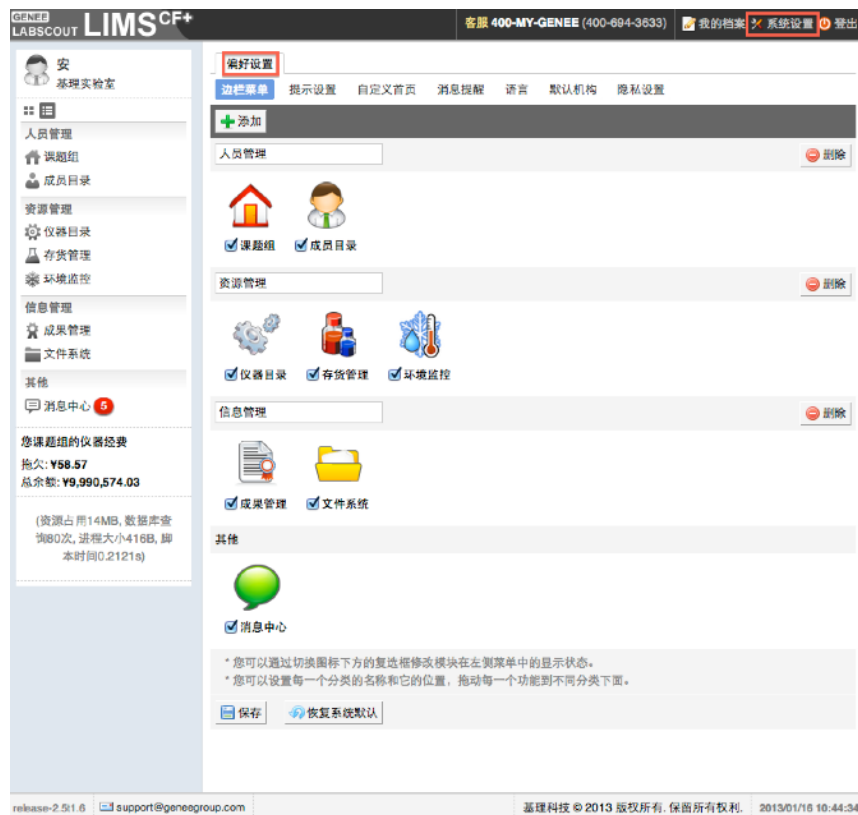 GENEE
LABSCOUT LIMS CF+
客服 400-MY-GENEE (400-694-3633) 我的档案 系统设置 登出
安
基理实验室
人员管理
课题组
成员目录
资源管理
仪器目录
存货管理
环境监控
信息管理
成果管理
文件系统
其他
消息中心 5
您课题组的仪器经费
拖欠: ¥58.57
总余额: ¥9,990,574.03
(资源占用14MB, 数据库查
询80次, 进程大小416B, 脚
本时间0.2121s)
偏好设置
边栏菜单 提示设置 自定义首页 消息提醒 语言 默认机构 隐私设置
添加
人员管理 删除
课题组 成员目录
资源管理 删除
仪器目录 存货管理 环境监控
信息管理 删除
成果管理 文件系统
其他
消息中心
* 您可以通过切换图标下方的复选框修改模块在左侧菜单中的显示状态。
* 您可以设置每一个分类的名称和它的位置, 拖动每一个功能到不同分类下面。
保存 恢复系统默认
release-2.5t1.6 support@geneegroup.com 基理科技 © 2013 版权所有. 保留所有权利. 2013/01/16 10:44:34